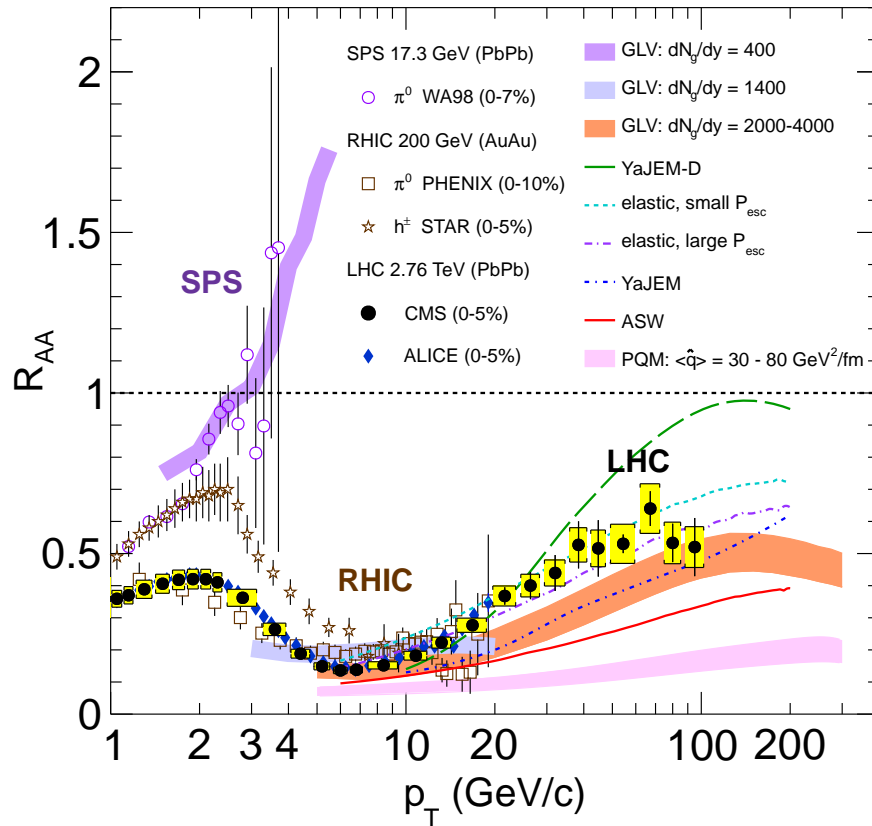 R_AA
2
1.5
1
0.5
0
SPS 17.3 GeV (PbPb)
π⁰ WA98 (0-7%)
RHIC 200 GeV (AuAu)
π⁰ PHENIX (0-10%)
h± STAR (0-5%)
LHC 2.76 TeV (PbPb)
CMS (0-5%)
ALICE (0-5%)
GLV: dN_g/dy = 400
GLV: dN_g/dy = 1400
GLV: dN_g/dy = 2000-4000
YaJEM-D
elastic, small P_esc
elastic, large P_esc
YaJEM
ASW
PQM: <q̂> = 30 - 80 GeV²/fm
SPS
LHC
RHIC
1 2 3 4 10 20 100 200
p_T (GeV/c)